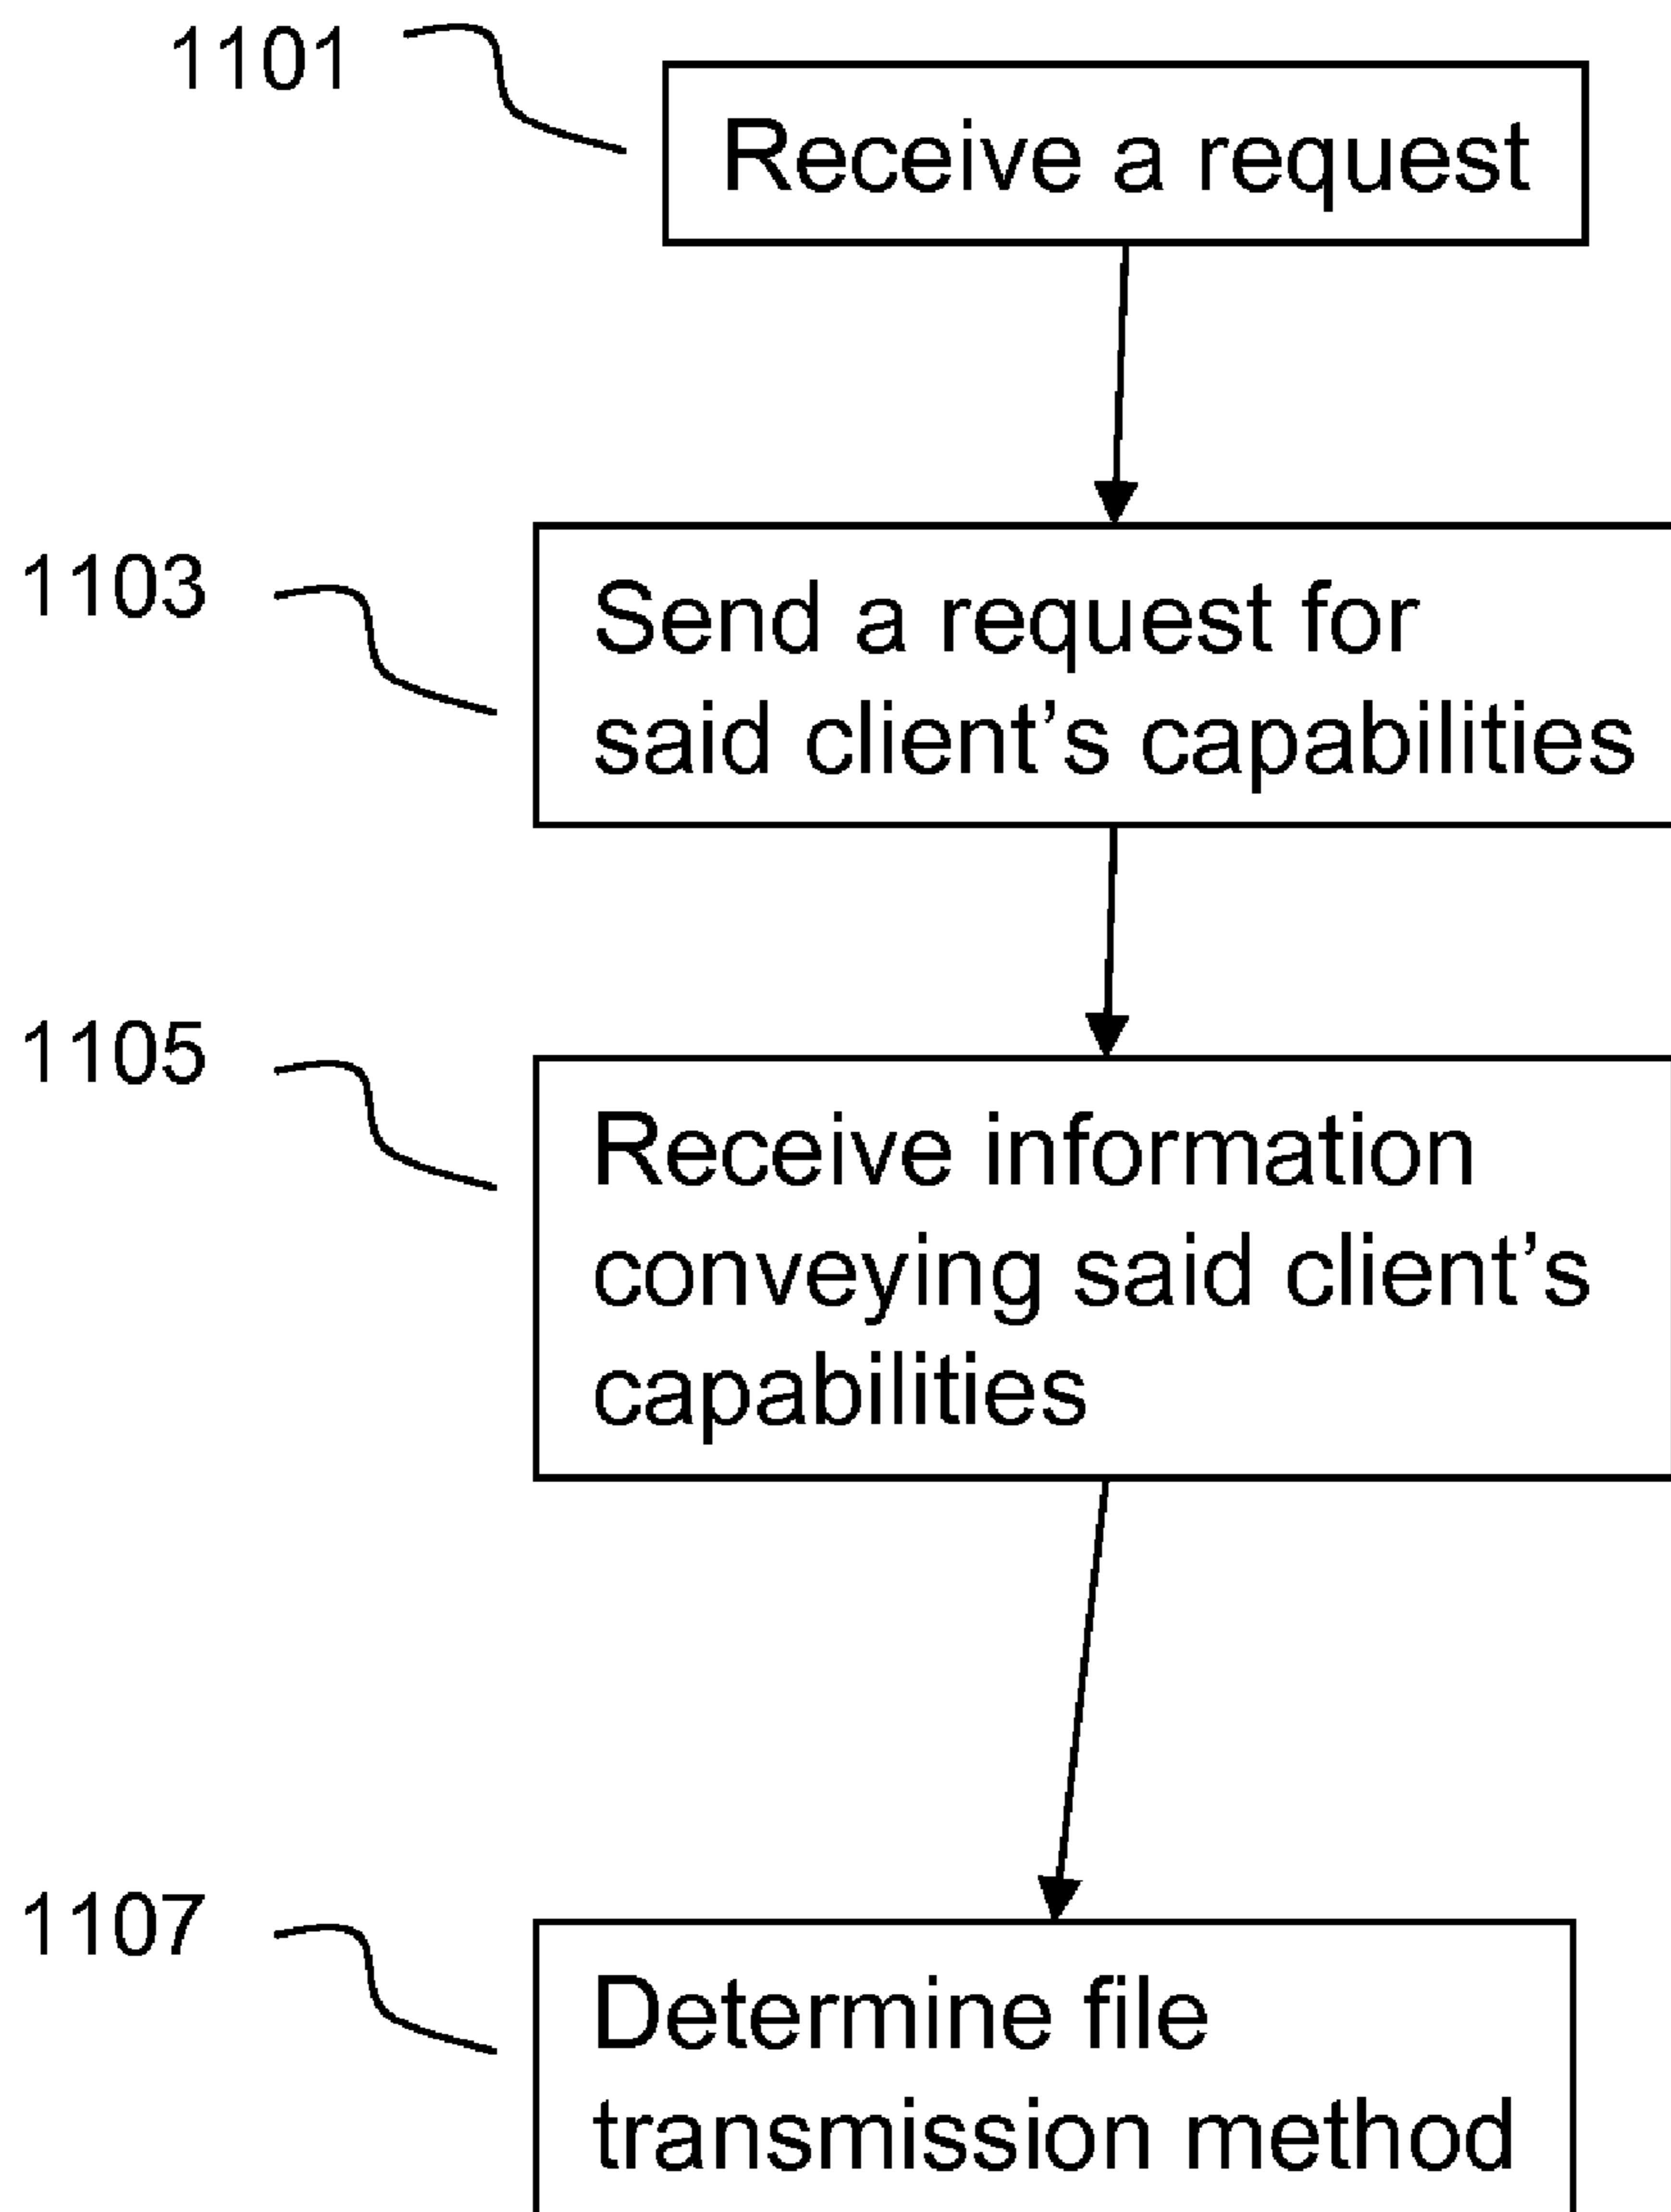 1101
Receive a request
1103
Send a request for
said client’s capabilities
1105
Receive information
conveying said client’s
capabilities
1107
Determine file
transmission method